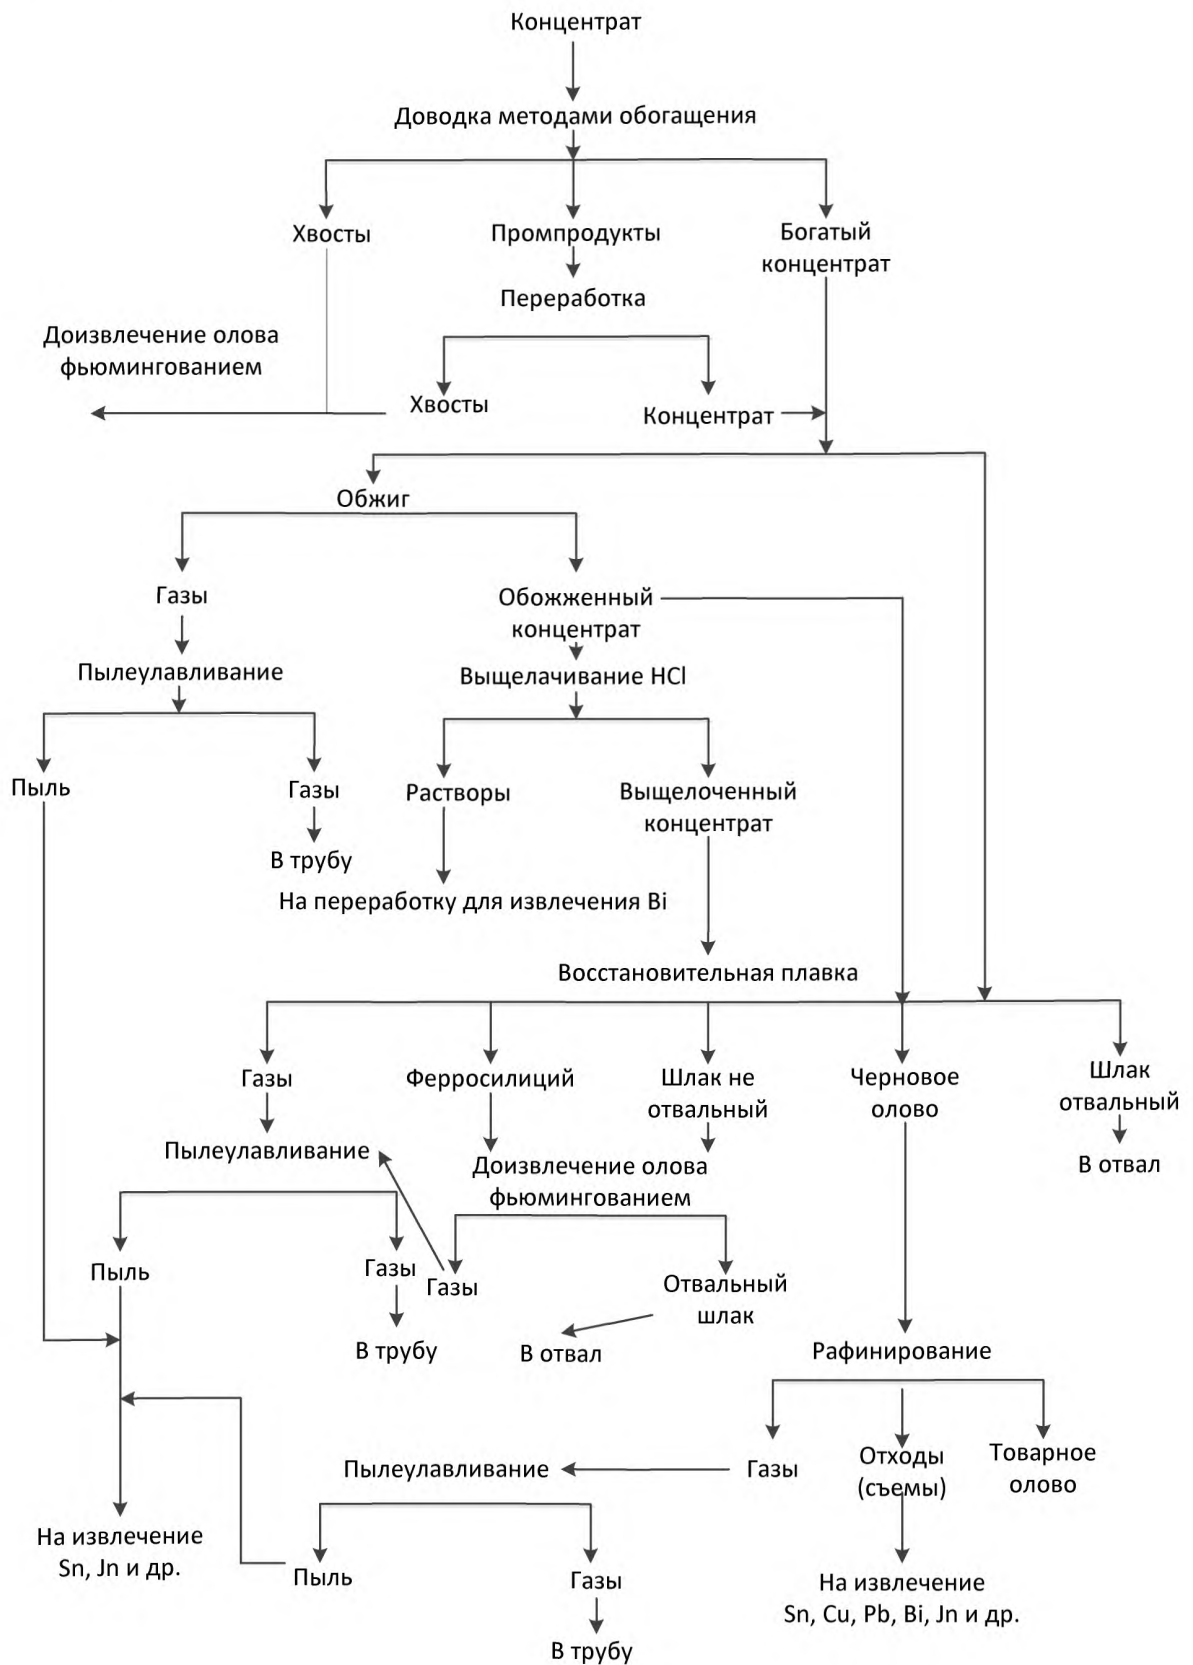 Концентрат
Доводка методами обогащения
Хвосты
Промпродукты
Богатый
концентрат
Переработка
Доизвлечение олова
фьюмингованием
Хвосты
Концентрат
Обжиг
Газы
Обожженный
концентрат
Пылеулавливание
Выщелачивание HCl
Пыль
Газы
Растворы
Выщелоченный
концентрат
В трубу
На переработку для извлечения Bi
Восстановительная плавка
Газы
Ферросилиций
Шлак не
отвальный
Черновое
олово
Шлак
отвальный
Пылеулавливание
Доизвлечение олова
фьюмингованием
В отвал
Пыль
Газы
Газы
Отвальный
шлак
В трубу
В отвал
Рафинирование
Пылеулавливание
Газы
Отходы
(съемы)
Товарное
олово
На извлечение
Sn, Jn и др.
Пыль
Газы
На извлечение
Sn, Cu, Pb, Bi, Jn и др.
В трубу